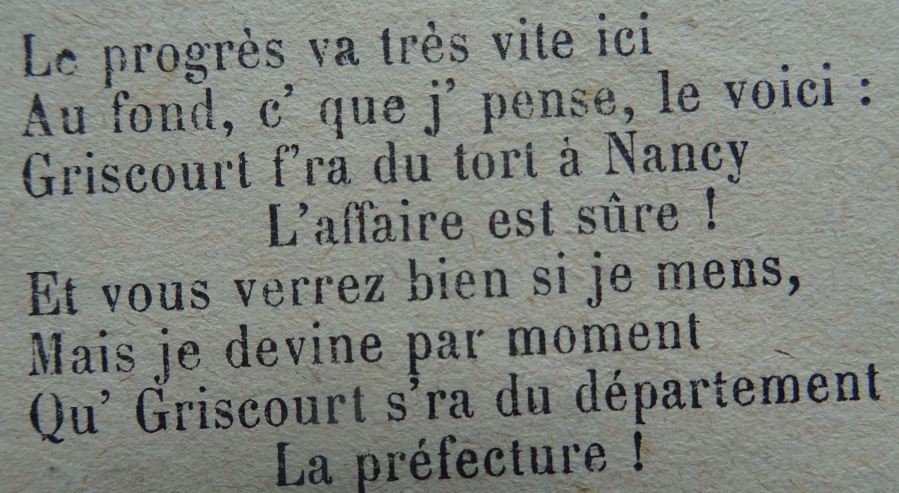 Le progrès va très vite ici
Au fond, c' que j' pense, le voici :
Griscourt f'ra du tort à Nancy
L'affaire est sûre !
Et vous verrez bien si je mens,
Mais je devine par moment
Qu' Griscourt s'ra du département
La préfecture !